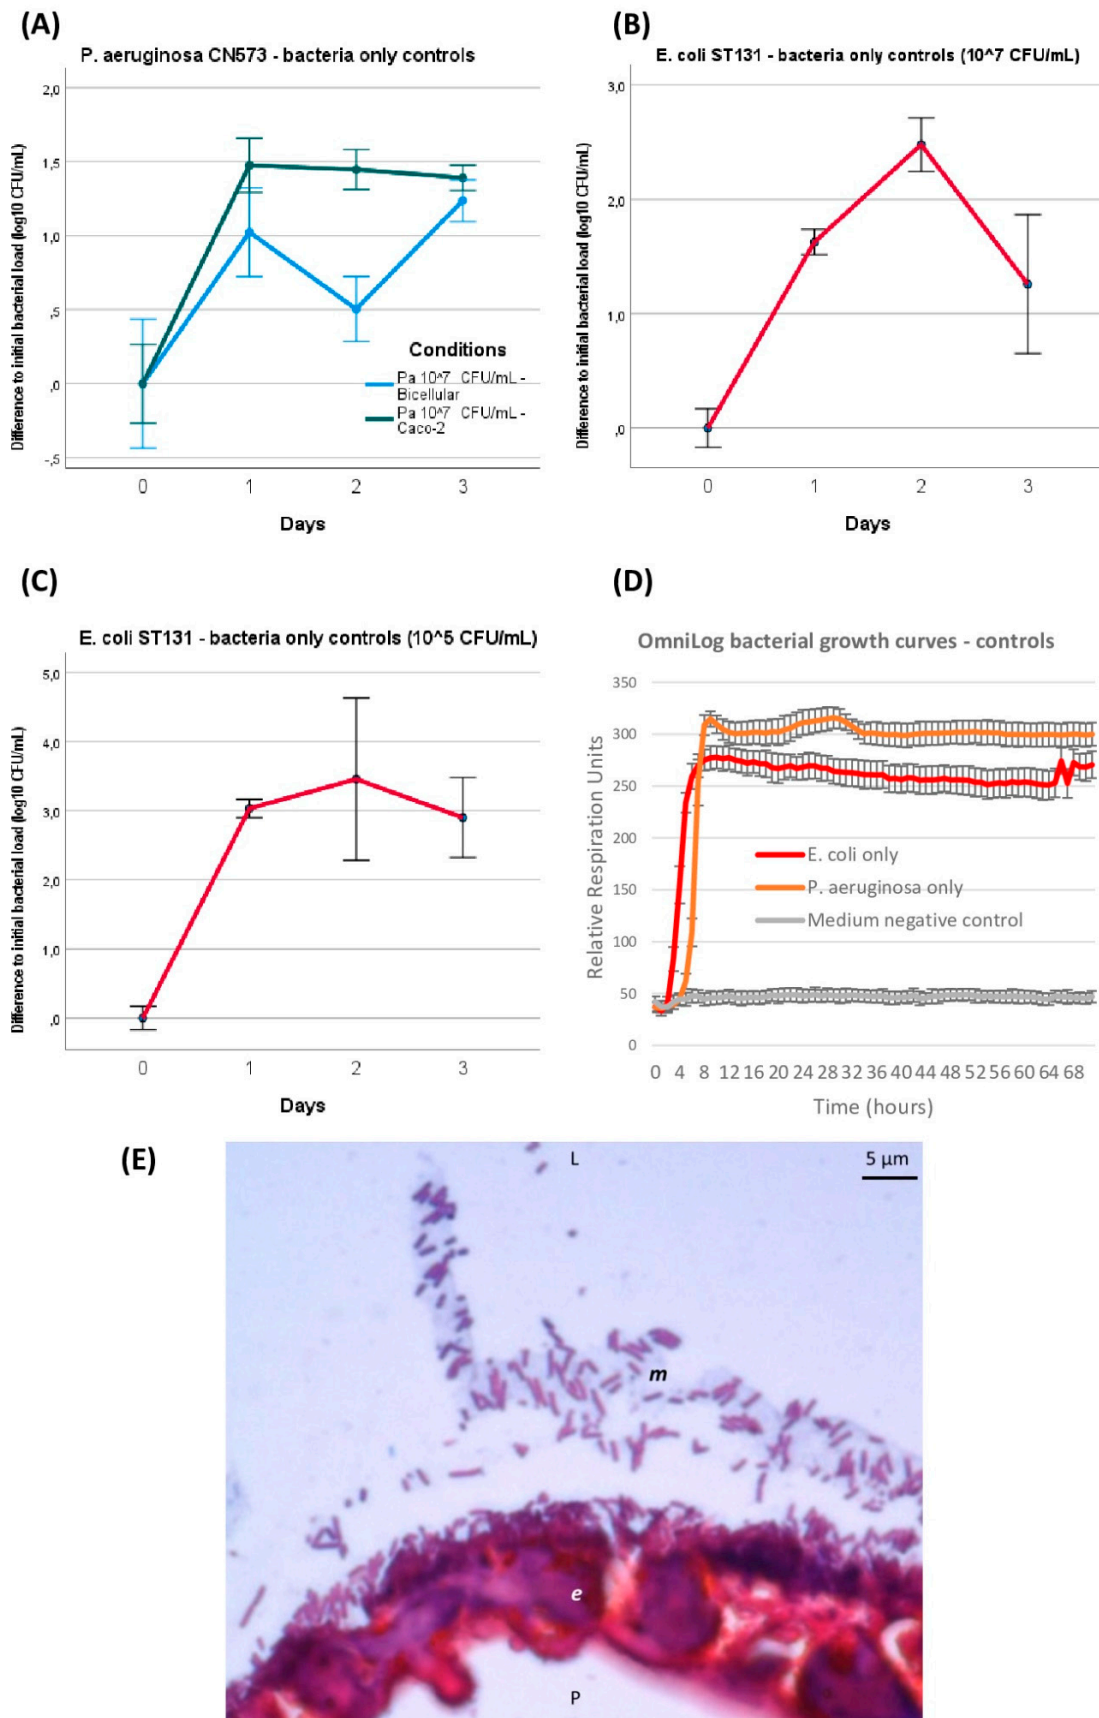 (A)
P. aeruginosa CN573 - bacteria only controls
Difference to initial bacterial load (log10 CFU/mL)
2,0
1,5
1,0
,5
,0
-,5
0 1 2 3
Days
Conditions
Pa 10^7 CFU/mL -
Bicellular
Pa 10^7 CFU/mL -
Caco-2
(B)
E. coli ST131 - bacteria only controls (10^7 CFU/mL)
Difference to initial bacterial load (log10 CFU/mL)
3,0
2,0
1,0
,0
0 1 2 3
Days
(C)
E. coli ST131 - bacteria only controls (10^5 CFU/mL)
Difference to initial bacterial load (log10 CFU/mL)
5,0
4,0
3,0
2,0
1,0
,0
0 1 2 3
Days
(D)
OmniLog bacterial growth curves - controls
Relative Respiration Units
350
300
250
200
150
100
50
0
E. coli only
P. aeruginosa only
Medium negative control
0 4 8 12 16 20 24 28 32 36 40 44 48 52 56 60 64 68
Time (hours)
(E)
L
5 µm
m
e
P